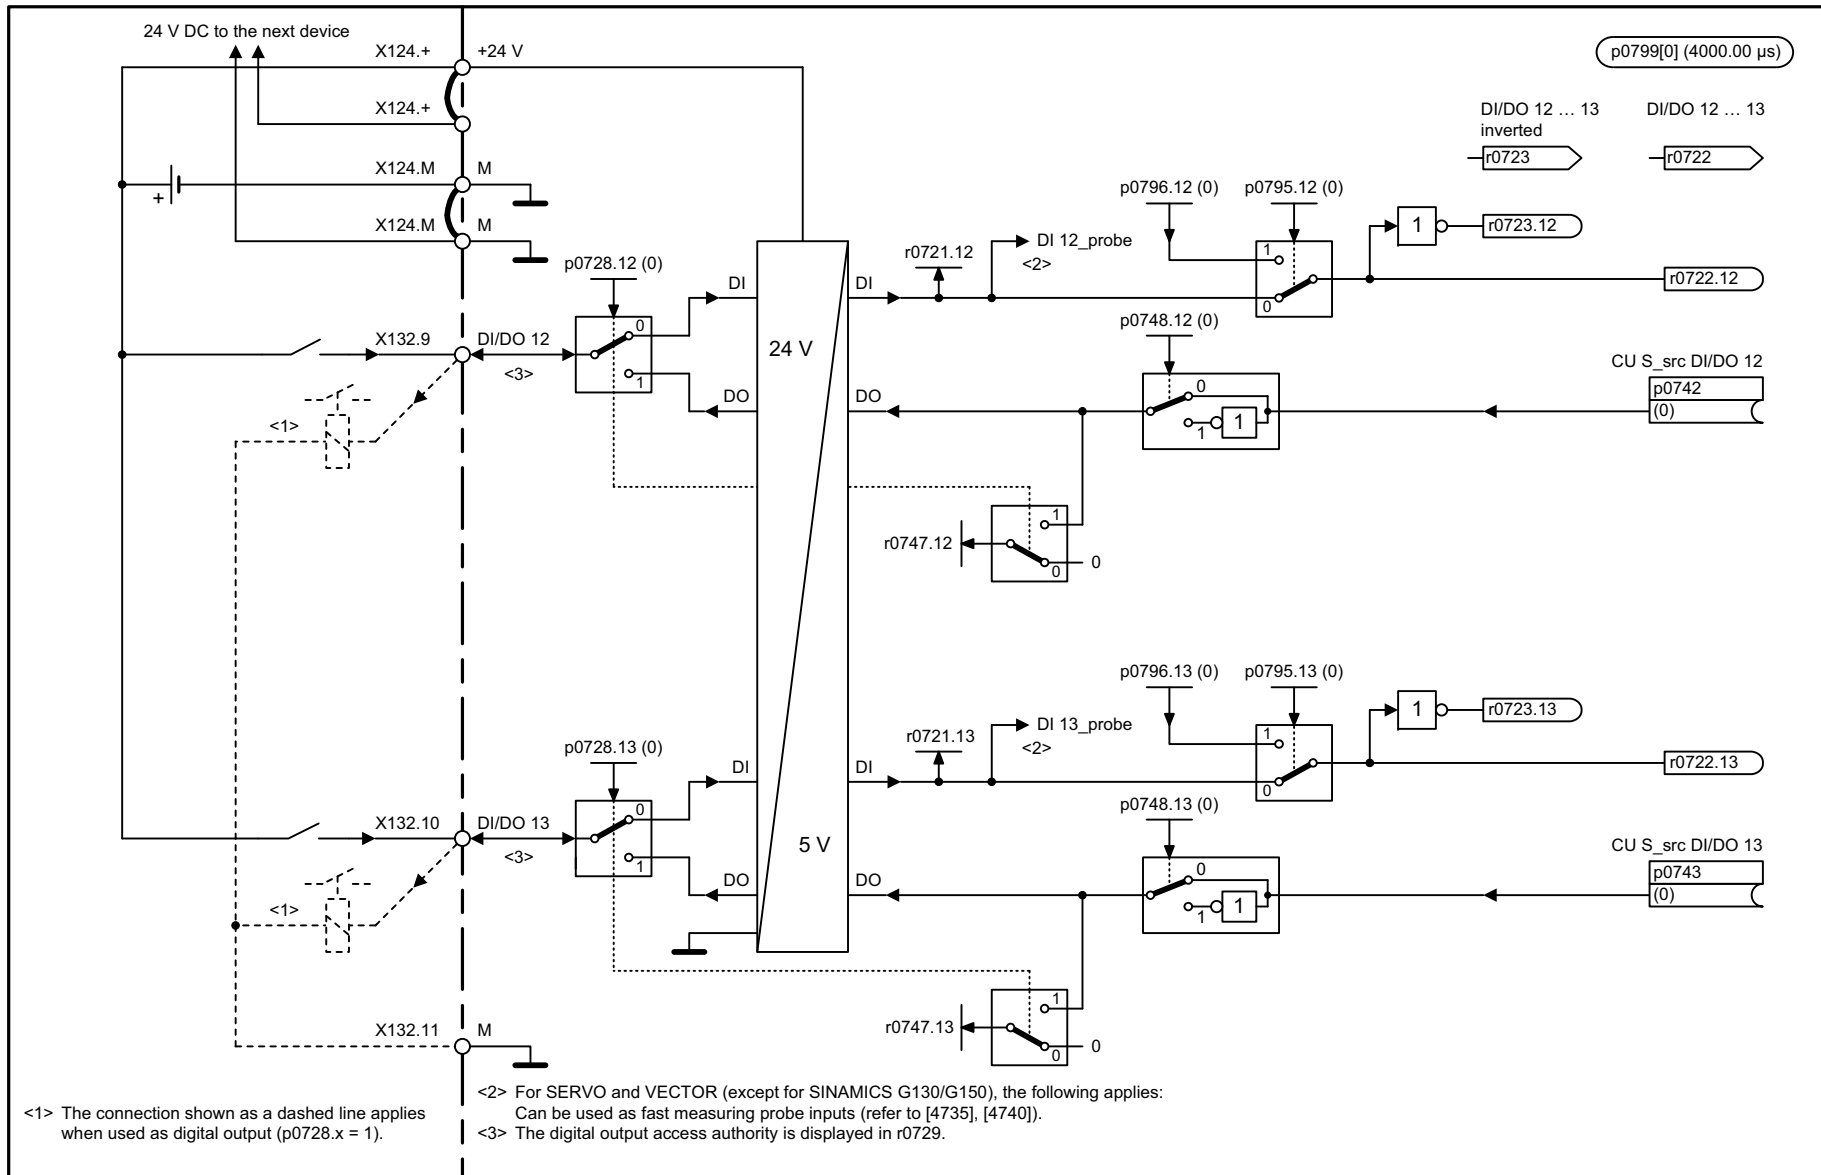 24 V DC to the next device
X124.+
+24 V
p0799[0] (4000.00 µs)
X124.+
DI/DO 12 … 13
inverted
DI/DO 12 … 13
r0723
r0722
X124.M
M
+
X124.M
M
p0796.12 (0)
p0795.12 (0)
1
r0723.12
p0728.12 (0)
r0721.12
DI 12_probe
<2>
1
0
r0722.12
DI
DI
p0748.12 (0)
X132.9
DI/DO 12
<3>
0
1
24 V
CU S_src DI/DO 12
p0742
(0)
DO
DO
0
1
1
<1>
r0747.12
1
0
0
p0796.13 (0)
p0795.13 (0)
1
r0723.13
p0728.13 (0)
r0721.13
DI 13_probe
<2>
1
0
r0722.13
DI
DI
p0748.13 (0)
X132.10
DI/DO 13
<3>
0
1
5 V
CU S_src DI/DO 13
p0743
(0)
DO
DO
0
1
1
<1>
r0747.13
1
0
0
X132.11
M
<1> The connection shown as a dashed line applies
when used as digital output (p0728.x = 1).
<2> For SERVO and VECTOR (except for SINAMICS G130/G150), the following applies:
Can be used as fast measuring probe inputs (refer to [4735], [4740]).
<3> The digital output access authority is displayed in r0729.